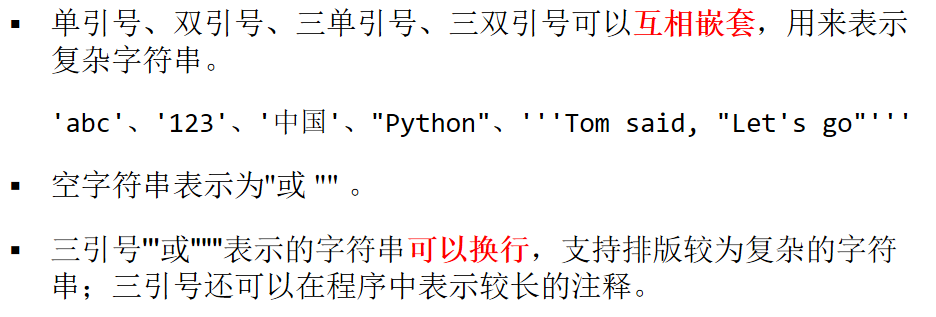 ▪ 单引号、双引号、三单引号、三双引号可以互相嵌套，用来表示
复杂字符串。
'abc'、'123'、'中国'、"Python"、'''Tom said, "Let's go"'''
▪ 空字符串表示为''或 "" 。
▪ 三引号'''或"""表示的字符串可以换行，支持排版较为复杂的字符
串；三引号还可以在程序中表示较长的注释。